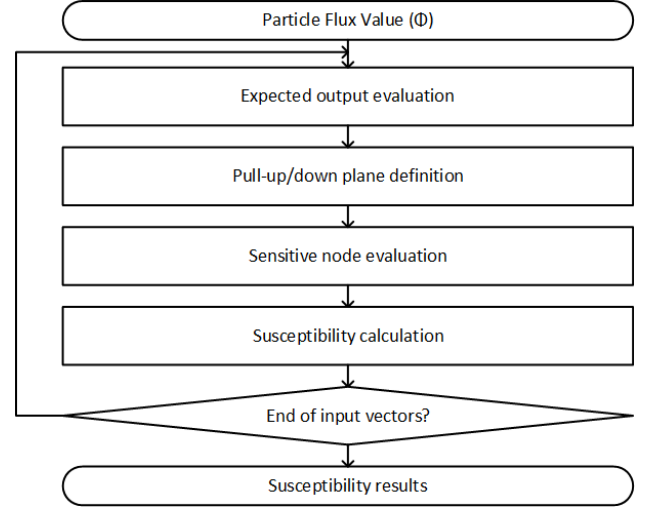 Particle Flux Value (Φ)
Expected output evaluation
Pull-up/down plane definition
Sensitive node evaluation
Susceptibility calculation
End of input vectors?
Susceptibility results